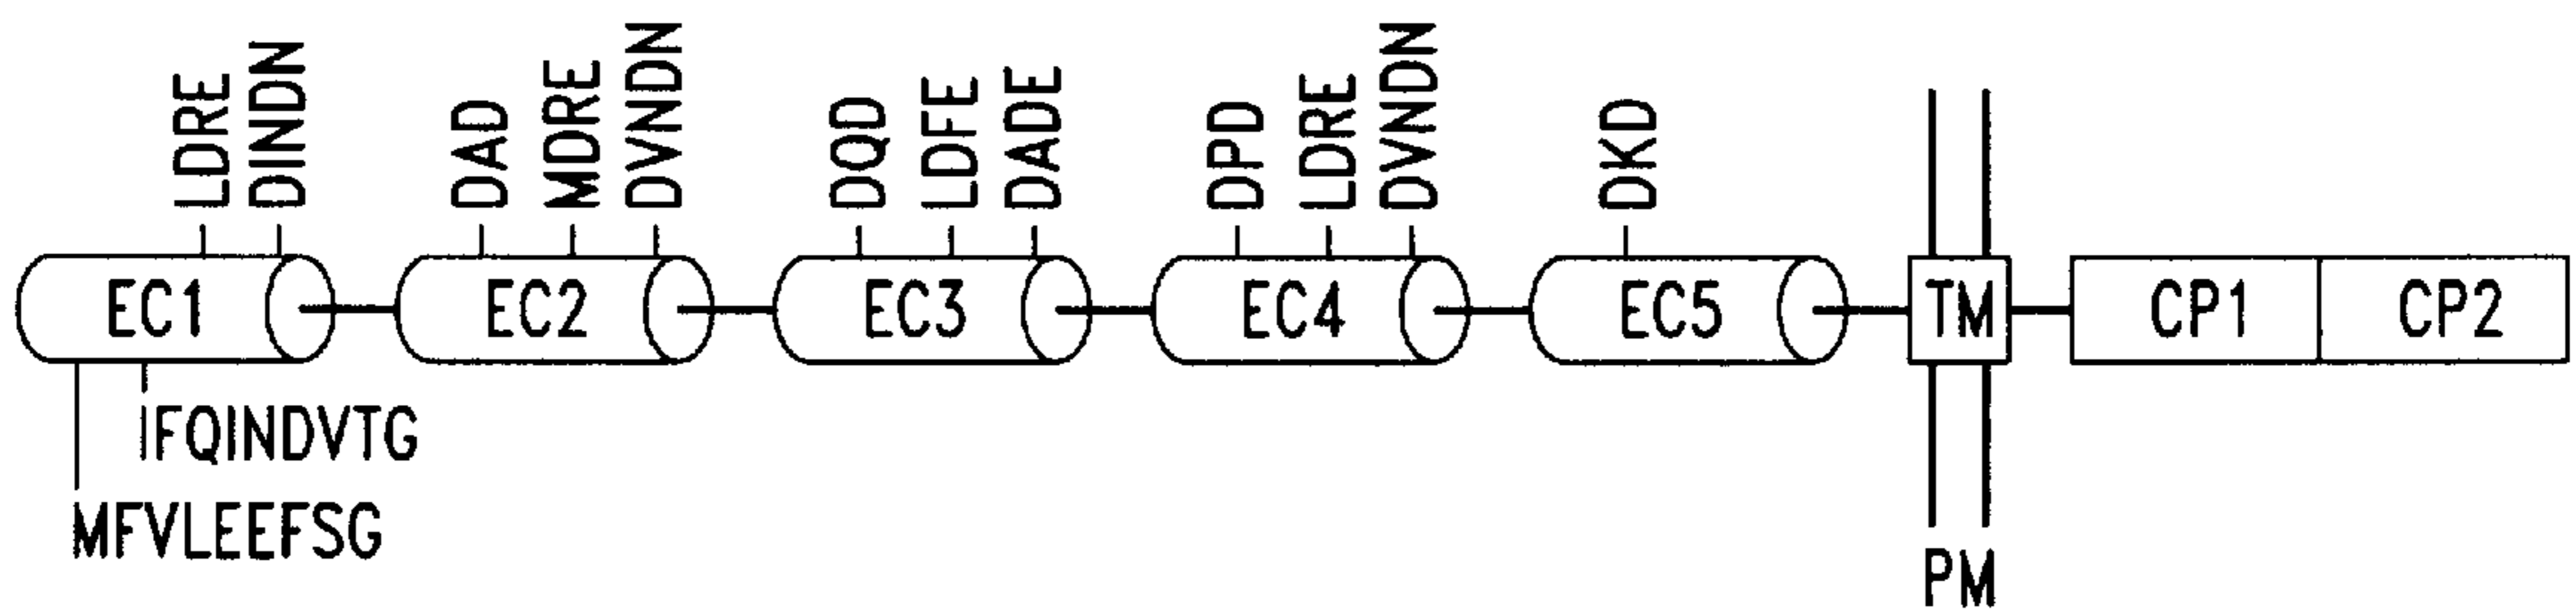 LDRE
DINDN
DAD
MDRE
DVNDN
DQD
LDFE
DADE
DPD
LDRE
DVNDN
DKD
EC1
EC2
EC3
EC4
EC5
TM
CP1
CP2
IFQINDVTG
MFVLEEFSG
PM